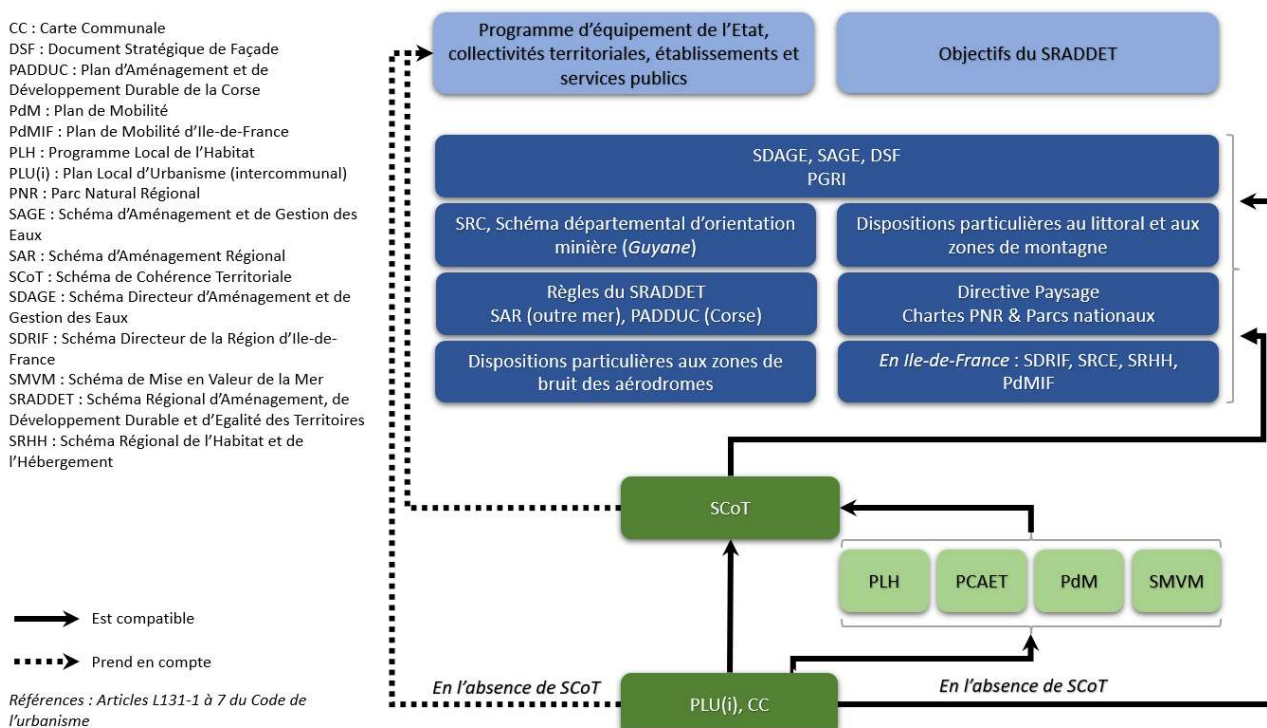 CC : Carte Communale
DSF : Document Stratégique de Façade
PADDUC : Plan d’Aménagement et de
Développement Durable de la Corse
PdM : Plan de Mobilité
PdMIF : Plan de Mobilité d’Ile-de-France
PLH : Programme Local de l’Habitat
PLU(i) : Plan Local d’Urbanisme (intercommunal)
PNR : Parc Natural Régional
SAGE : Schéma d’Aménagement et de Gestion des
Eaux
SAR : Schéma d’Aménagement Régional
SCoT : Schéma de Cohérence Territoriale
SDAGE : Schéma Directeur d’Aménagement et de
Gestion des Eaux
SDRIF : Schéma Directeur de la Région d’Ile-de-
France
SMVM : Schéma de Mise en Valeur de la Mer
SRADDET : Schéma Régional d’Aménagement, de
Développement Durable et d’Egalité des Territoires
SRHH : Schéma Régional de l’Habitat et de
l’Hébergement
Est compatible
Prend en compte
Références : Articles L131-1 à 7 du Code de
l’urbanisme
Programme d’équipement de l’Etat,
collectivités territoriales, établissements et
services publics
Objectifs du SRADDET
SDAGE, SAGE, DSF
PGRI
SRC, Schéma départemental d’orientation
minière (Guyane)
Dispositions particulières au littoral et aux
zones de montagne
Règles du SRADDET
SAR (outre mer), PADDUC (Corse)
Directive Paysage
Chartes PNR & Parcs nationaux
Dispositions particulières aux zones de
bruit des aérodromes
En Ile-de-France : SDRIF, SRCE, SRHH,
PdMIF
SCoT
PLH
PCAET
PdM
SMVM
En l’absence de SCoT
PLU(i), CC
En l’absence de SCoT